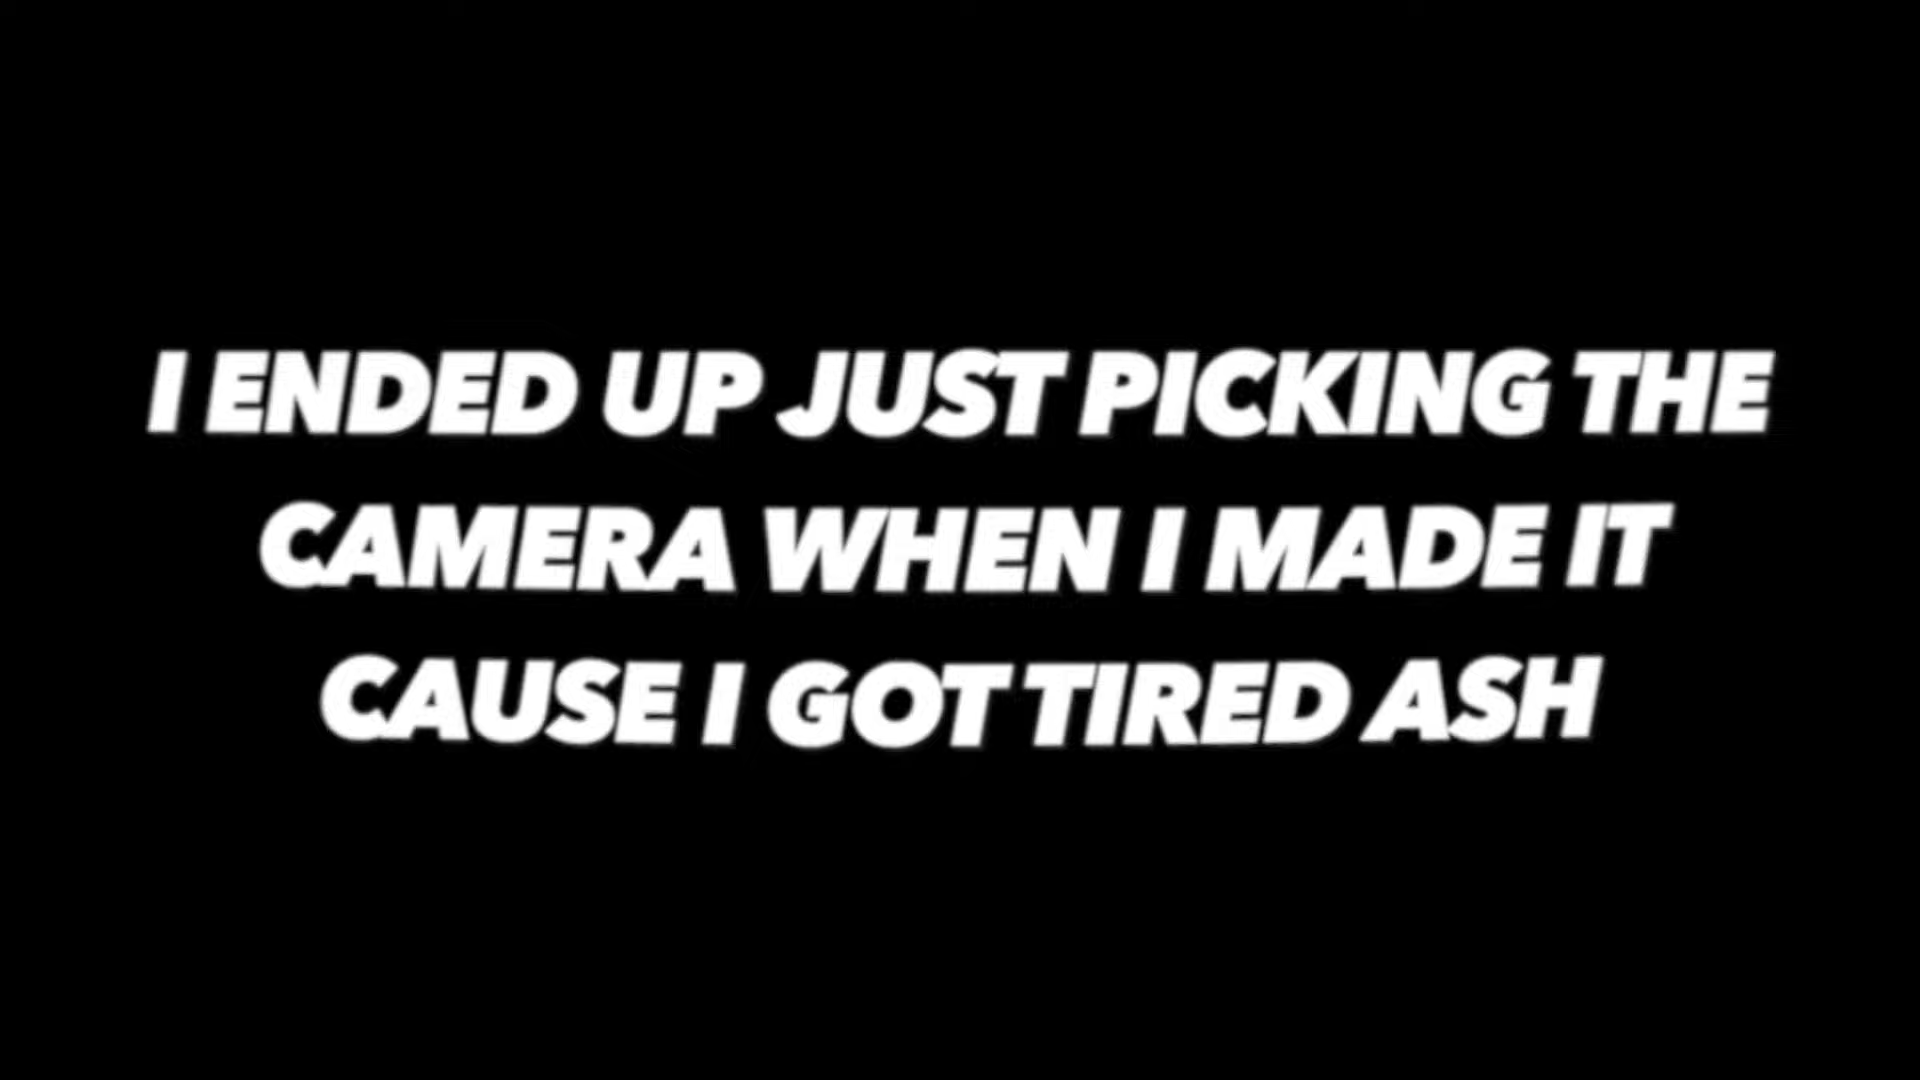 I ENDED UP JUST PICKING THE
CAMERA WHEN I MADE IT
CAUSE I GOT TIRED ASH